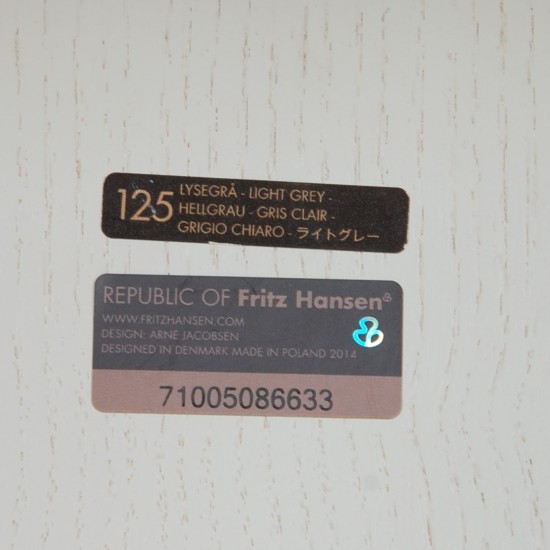 125 LYSEGRÅ - LIGHT GREY -
HELLGRAU - GRIS CLAIR -
GRIGIO CHIARO - ライトグレー
REPUBLIC OF Fritz Hansen
WWW.FRITZHANSEN.COM
DESIGN: ARNE JACOBSEN
DESIGNED IN DENMARK MADE IN POLAND 2014
71005086633